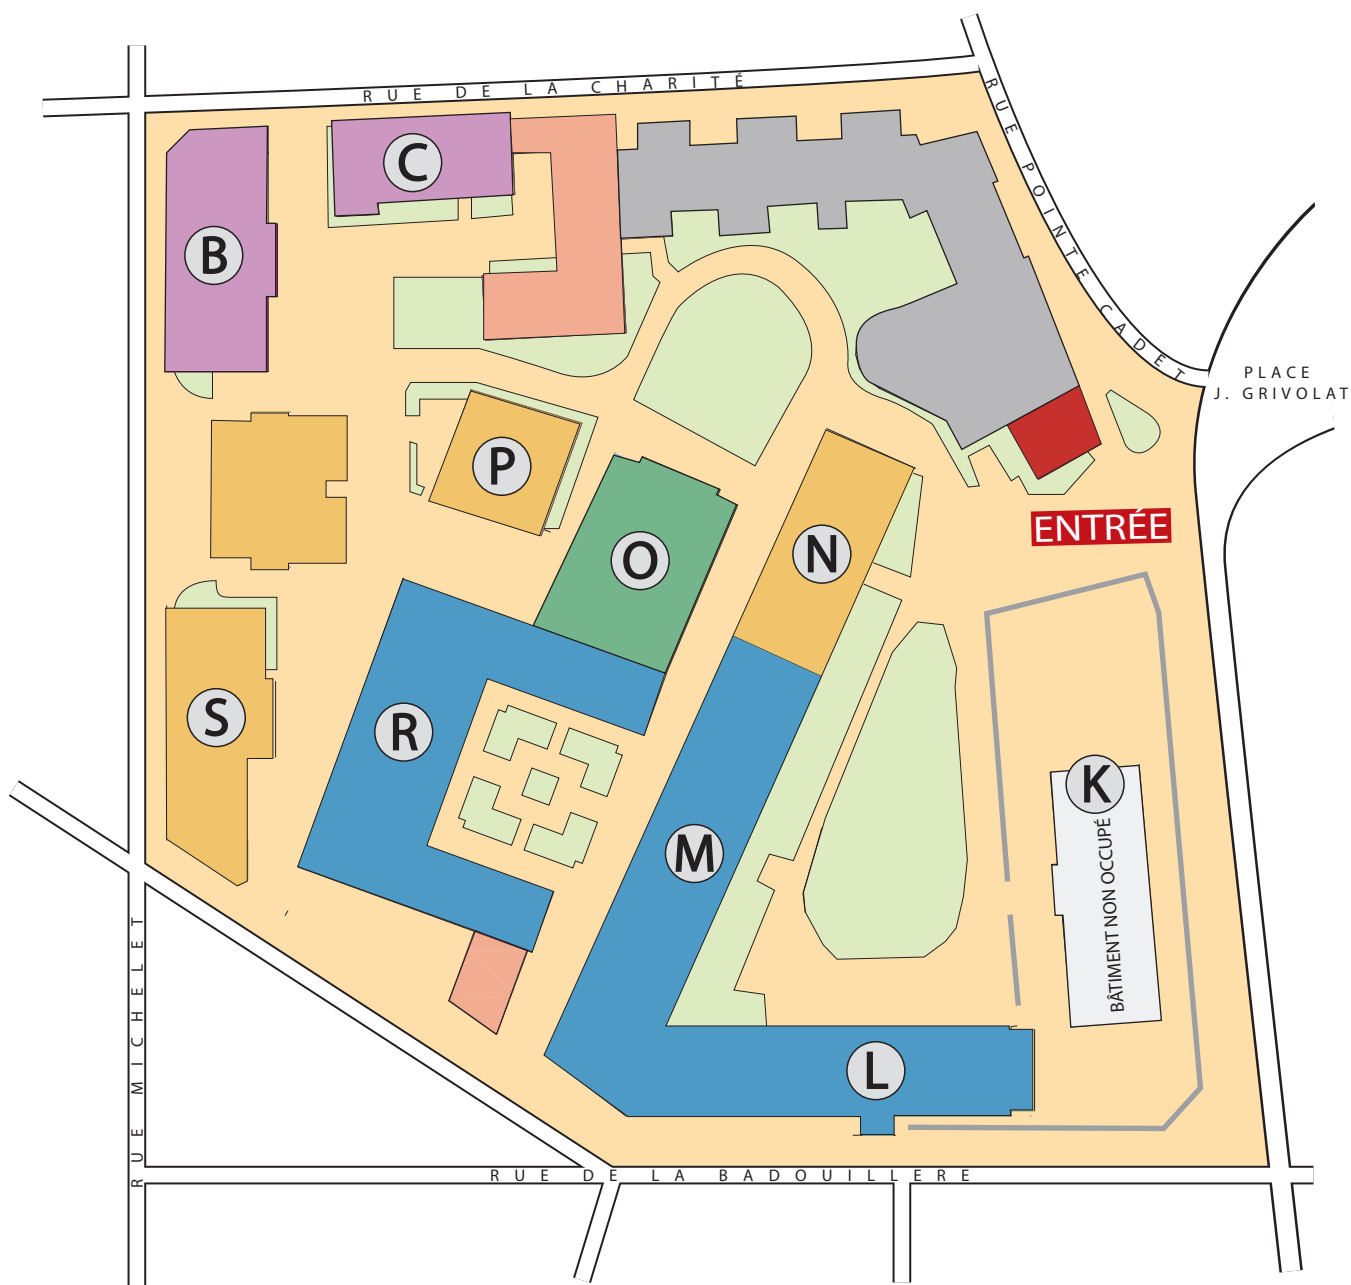 RUE DE LA CHARITÉ
RUE POINTE CADET
C
B
PLACE
J. GRIVOLAT
P
ENTRÉE
O
N
S
R
K
BÂTIMENT NON OCCUPÉ
M
L
RUE MICHELET
RUE DE LA BADOUILLERE